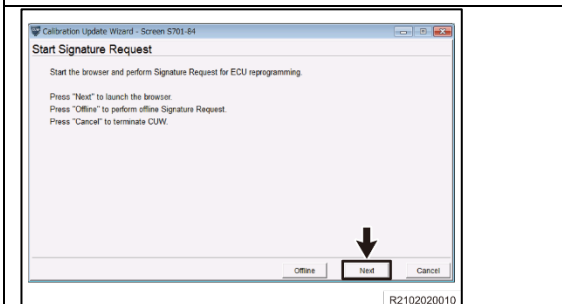 Calibration Update Wizard - Screen S701-64
Start Signature Request
Start the browser and perform Signature Request for ECU reprogramming.
Press "Next" to launch the browser.
Press "Offline" to perform offline Signature Request.
Press "Cancel" to terminate CUW.
Offline Next Cancel
R2102020010